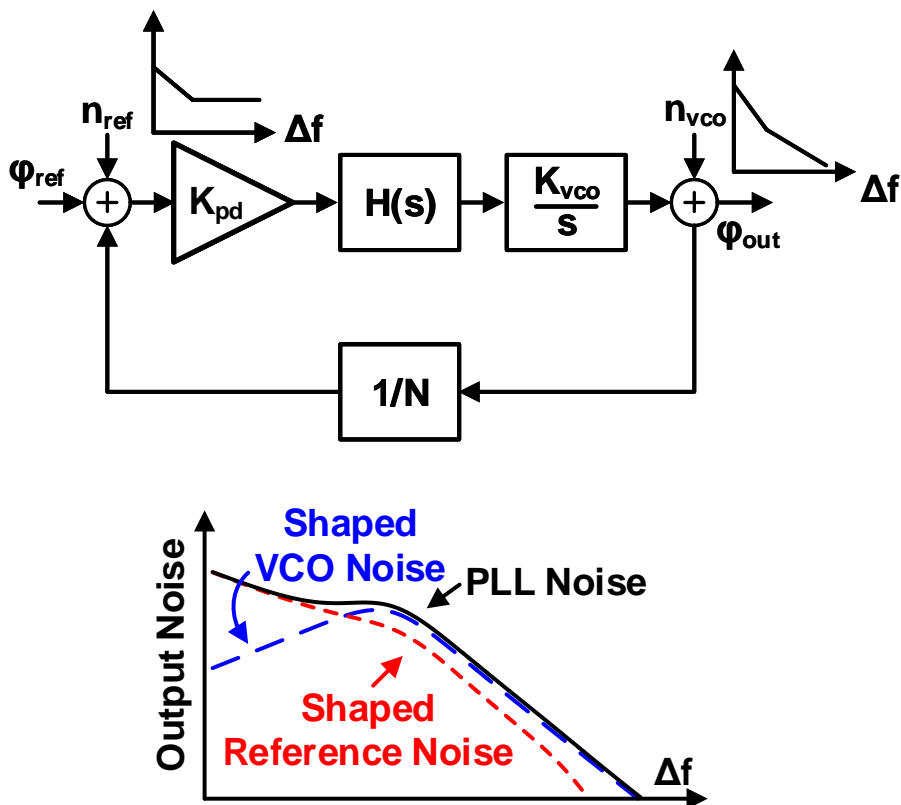 n_ref
Δf
n_vco
Δf
φ_ref
+
K_pd
H(s)
K_vco
s
+
φ_out
1/N
Output Noise
Shaped
VCO Noise
PLL Noise
Shaped
Reference Noise
Δf